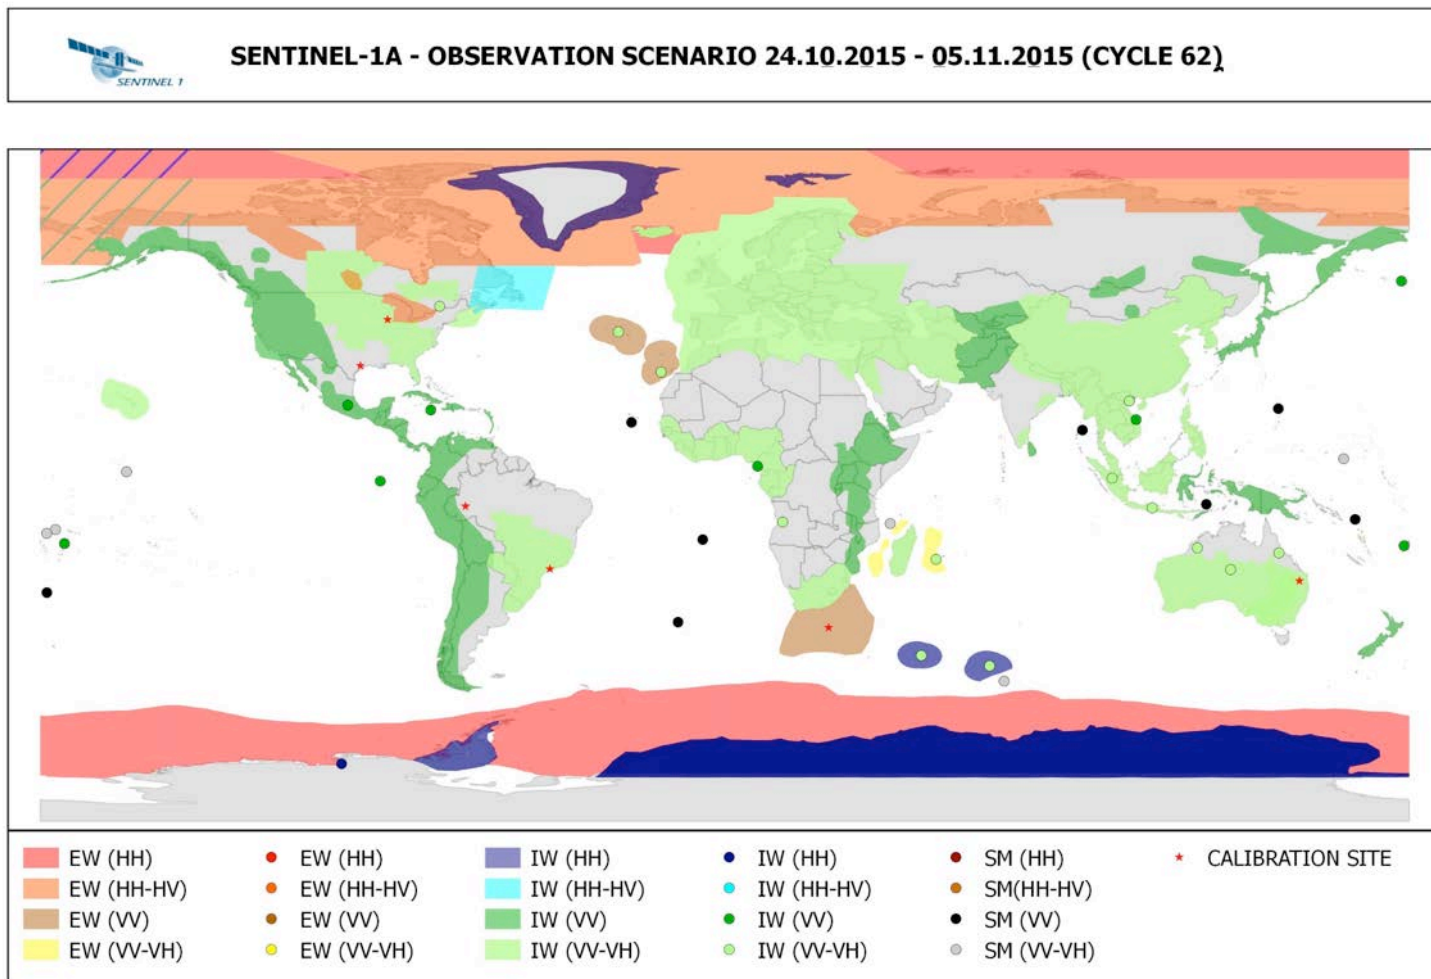 SENTINEL-1A - OBSERVATION SCENARIO 24.10.2015 - 05.11.2015 (CYCLE 62)
SENTINEL 1
EW (HH) EW (HH) IW (HH) IW (HH) SM (HH) CALIBRATION SITE
EW (HH-HV) EW (HH-HV) IW (HH-HV) IW (HH-HV) SM(HH-HV)
EW (VV) EW (VV) IW (VV) IW (VV) SM (VV)
EW (VV-VH) EW (VV-VH) IW (VV-VH) IW (VV-VH) SM (VV-VH)